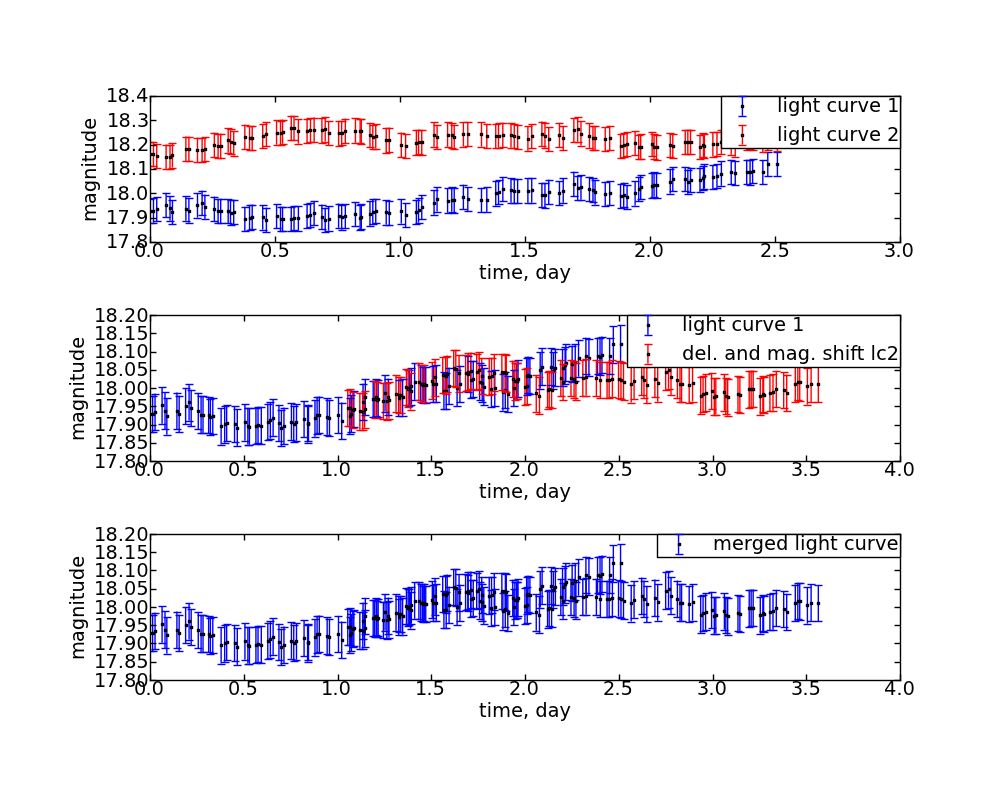 18.4
light curve 1
18.3
light curve 2
18.2
18.1
18.0
17.9
17.8
magnitude
0.0 0.5 1.0 1.5 2.0 2.5 3.0
time, day
18.20
light curve 1
18.15
del. and mag. shift lc2
18.10
18.05
18.00
17.95
17.90
17.85
17.80
magnitude
0.0 0.5 1.0 1.5 2.0 2.5 3.0 3.5 4.0
time, day
18.20
merged light curve
18.15
18.10
18.05
18.00
17.95
17.90
17.85
17.80
magnitude
0.0 0.5 1.0 1.5 2.0 2.5 3.0 3.5 4.0
time, day